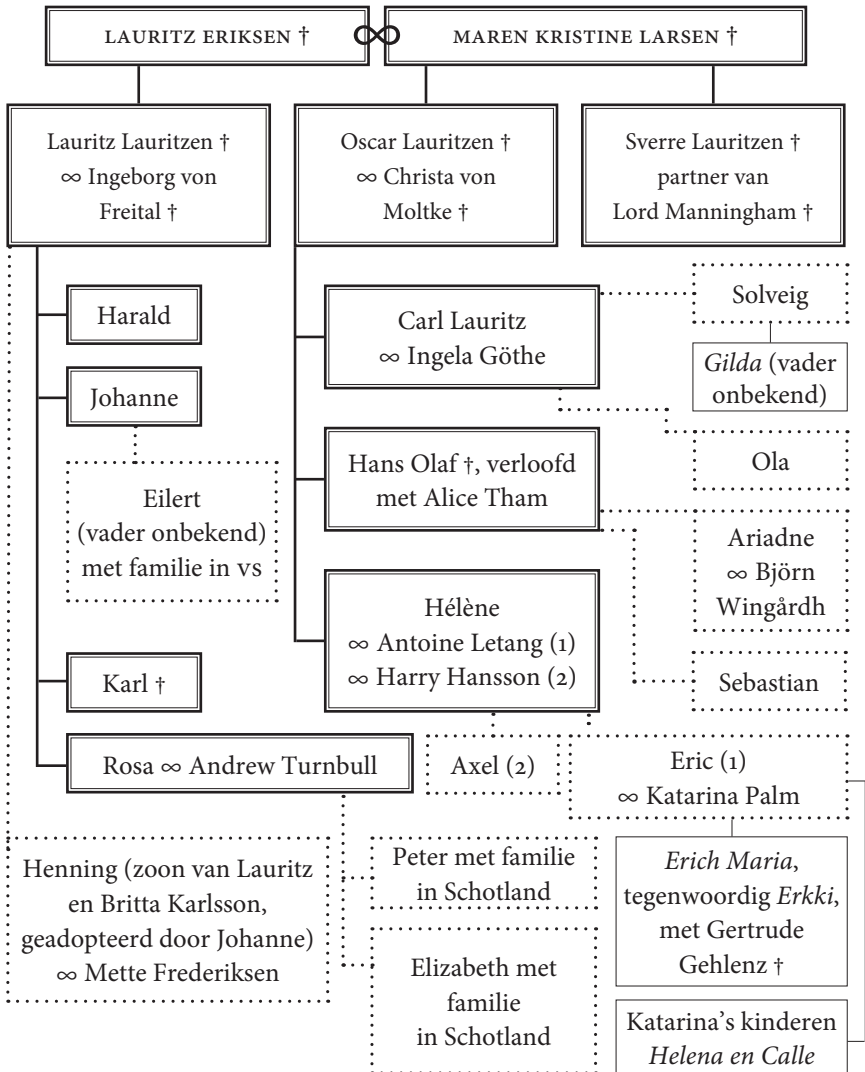 LAURITZ ERIKSEN †
∞
MAREN KRISTINE LARSEN †
Lauritz Lauritzen †
∞ Ingeborg von
Freital †
Oscar Lauritzen †
∞ Christa von
Moltke †
Sverre Lauritzen †
partner van
Lord Manningham †
Harald
Johanne
Eilert
(vader onbekend)
met familie in VS
Karl †
Rosa ∞ Andrew Turnbull
Carl Lauritz
∞ Ingela Göthe
Hans Olaf †, verloofd
met Alice Tham
Hélène
∞ Antoine Letang (1)
∞ Harry Hansson (2)
Solveig
Gilda (vader
onbekend)
Ola
Ariadne
∞ Björn
Wingårdh
Sebastian
Axel (2)
Eric (1)
∞ Katarina Palm
Henning (zoon van Lauritz
en Britta Karlsson,
geadopteerd door Johanne)
∞ Mette Frederiksen
Peter met familie
in Schotland
Elizabeth met
familie
in Schotland
Erich Maria,
tegenwoordig Erkki,
met Gertrude
Gehlenz †
Katarina's kinderen
Helena en Calle